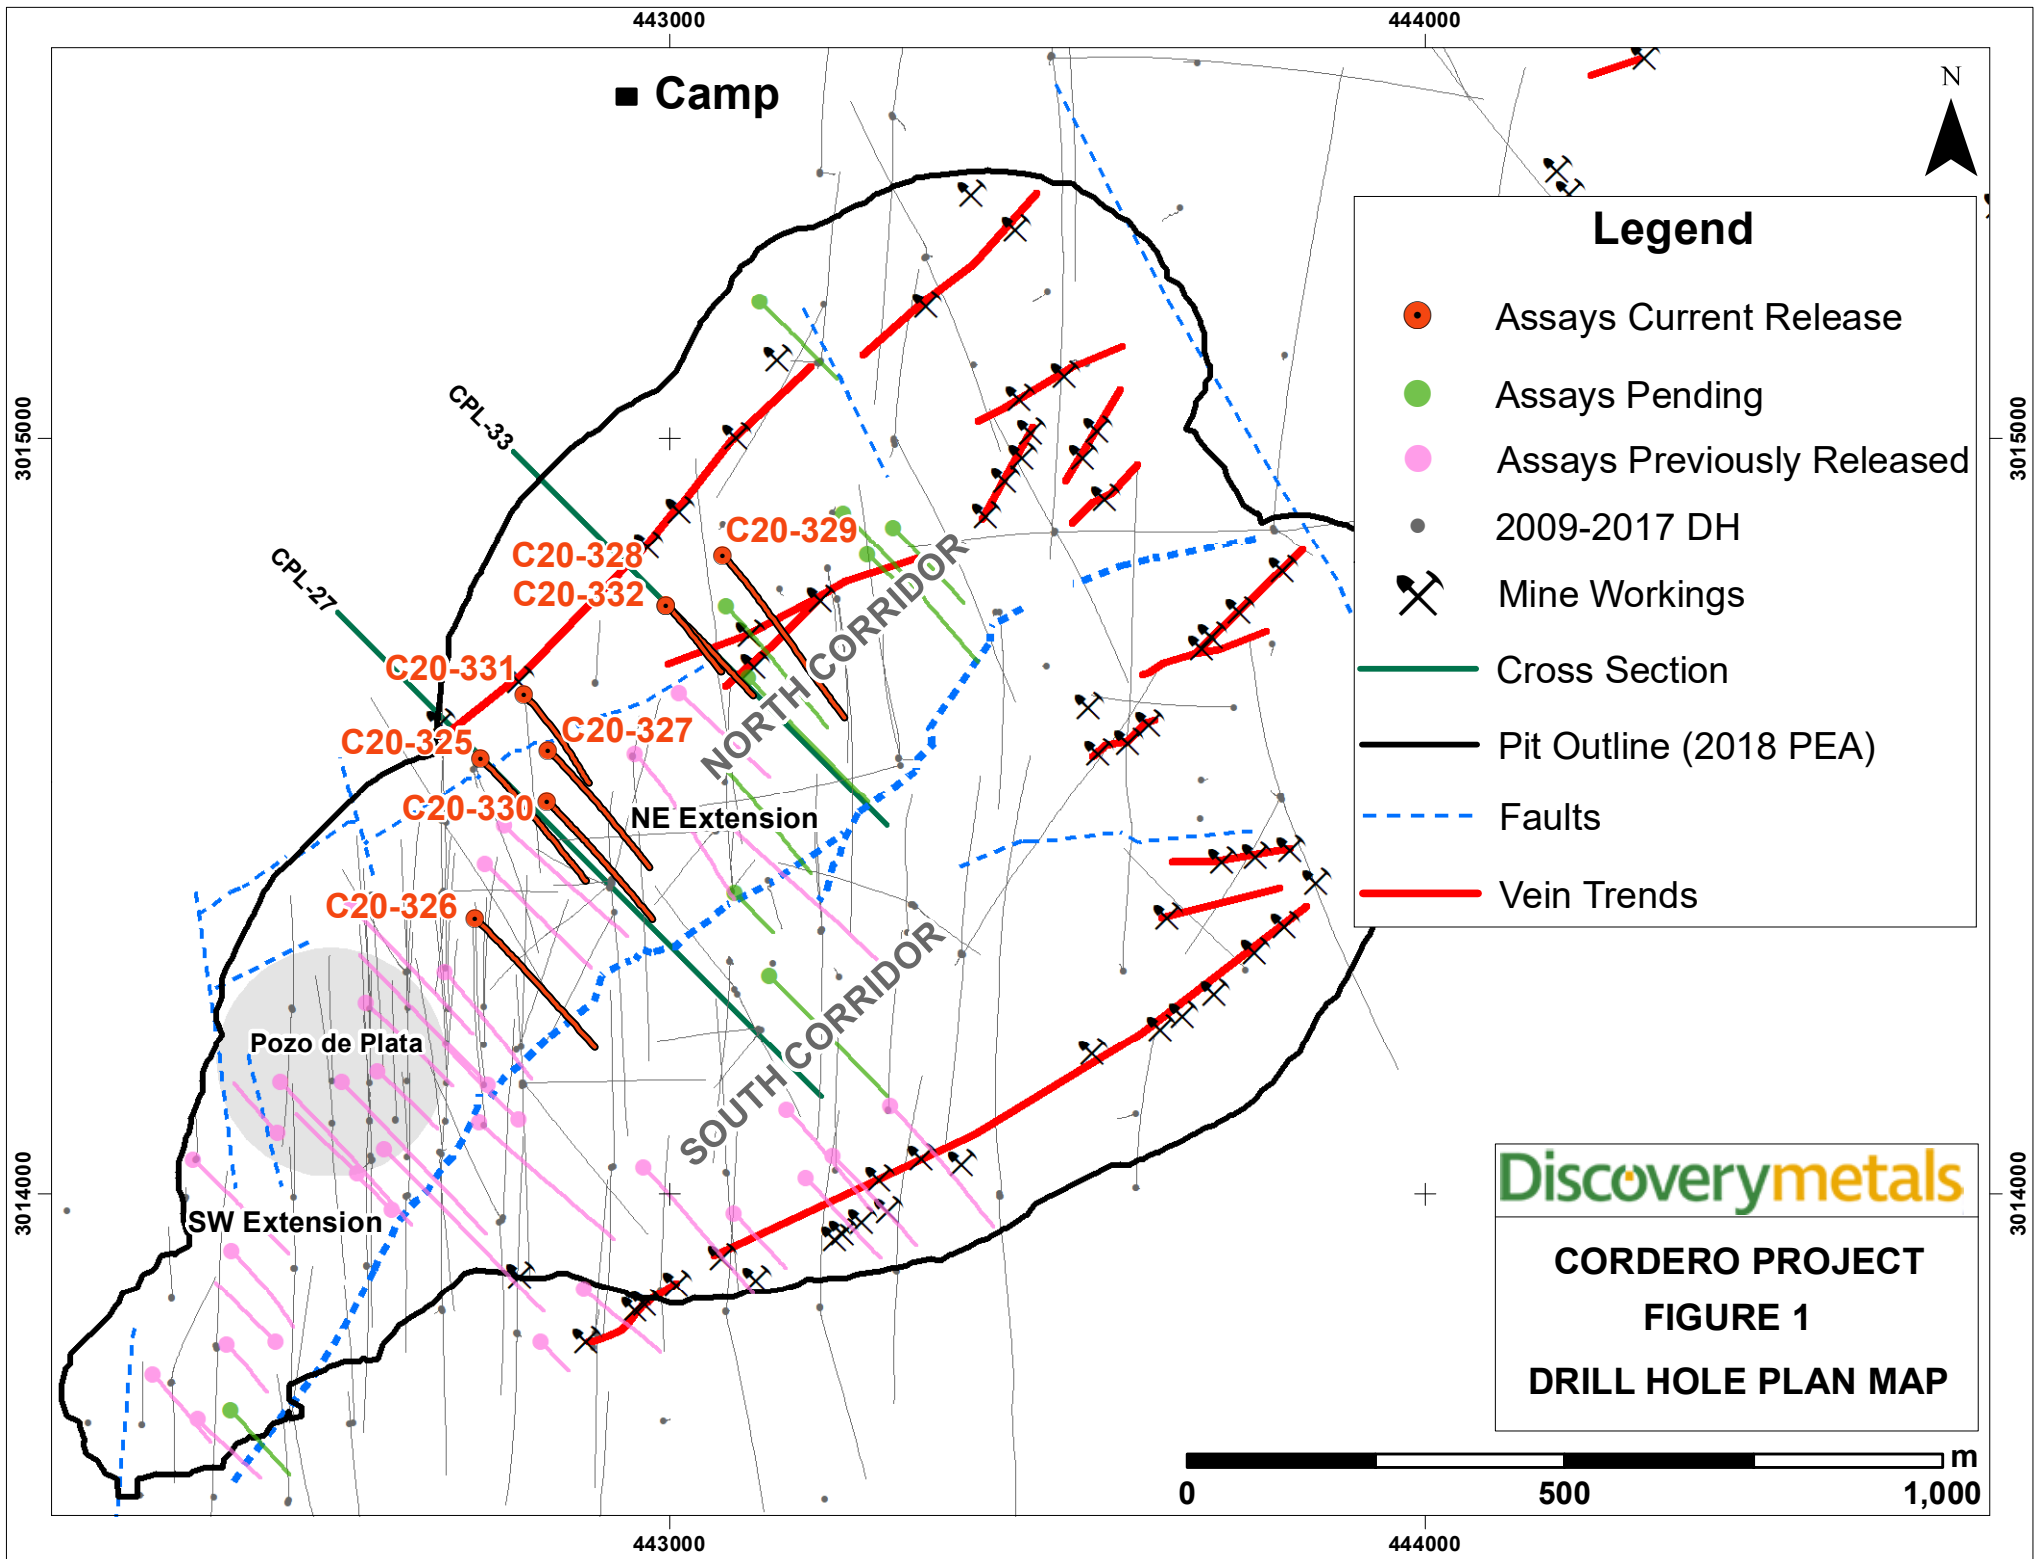 443000
444000
Camp
N
Legend
Assays Current Release
Assays Pending
Assays Previously Released
2009-2017 DH
Mine Workings
Cross Section
Pit Outline (2018 PEA)
Faults
Vein Trends
3015000
3015000
CPL-33
CPL-27
C20-329
C20-328
C20-332
C20-331
C20-327
C20-325
C20-330
C20-326
NORTH CORRIDOR
NE Extension
SOUTH CORRIDOR
Pozo de Plata
SW Extension
3014000
3014000
Discoverymetals
CORDERO PROJECT
FIGURE 1
DRILL HOLE PLAN MAP
m
0
500
1,000
443000
444000